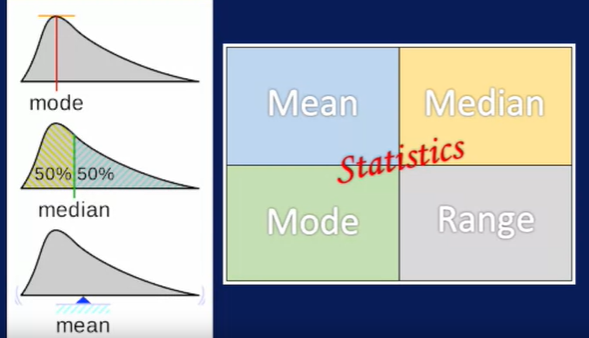 mode
50% 50%
median
mean
Mean
Median
Statistics
Mode
Range